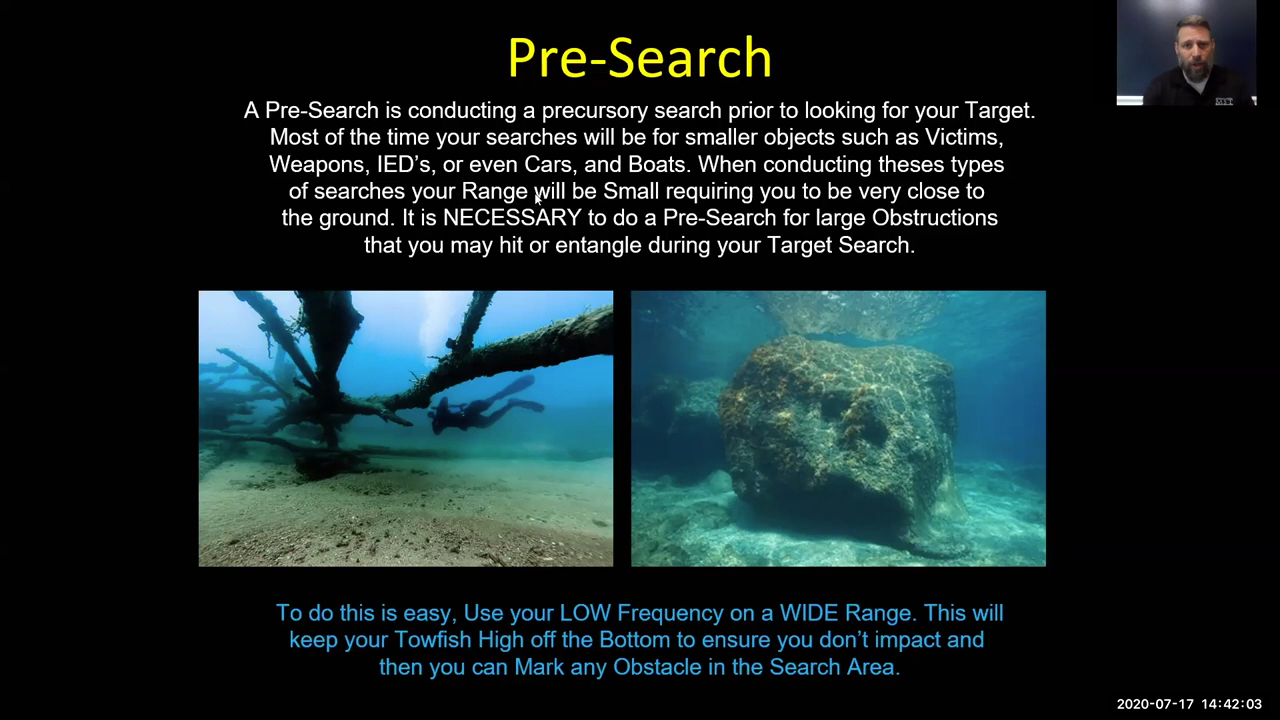 Pre-Search
A Pre-Search is conducting a precursory search prior to looking for your Target.
Most of the time your searches will be for smaller objects such as Victims,
Weapons, IED's, or even Cars, and Boats. When conducting theses types
of searches your Range will be Small requiring you to be very close to
the ground. It is NECESSARY to do a Pre-Search for large Obstructions
that you may hit or entangle during your Target Search.
To do this is easy, Use your LOW Frequency on a WIDE Range. This will
keep your Towfish High off the Bottom to ensure you don't impact and
then you can Mark any Obstacle in the Search Area.
2020-07-17 14:42:03